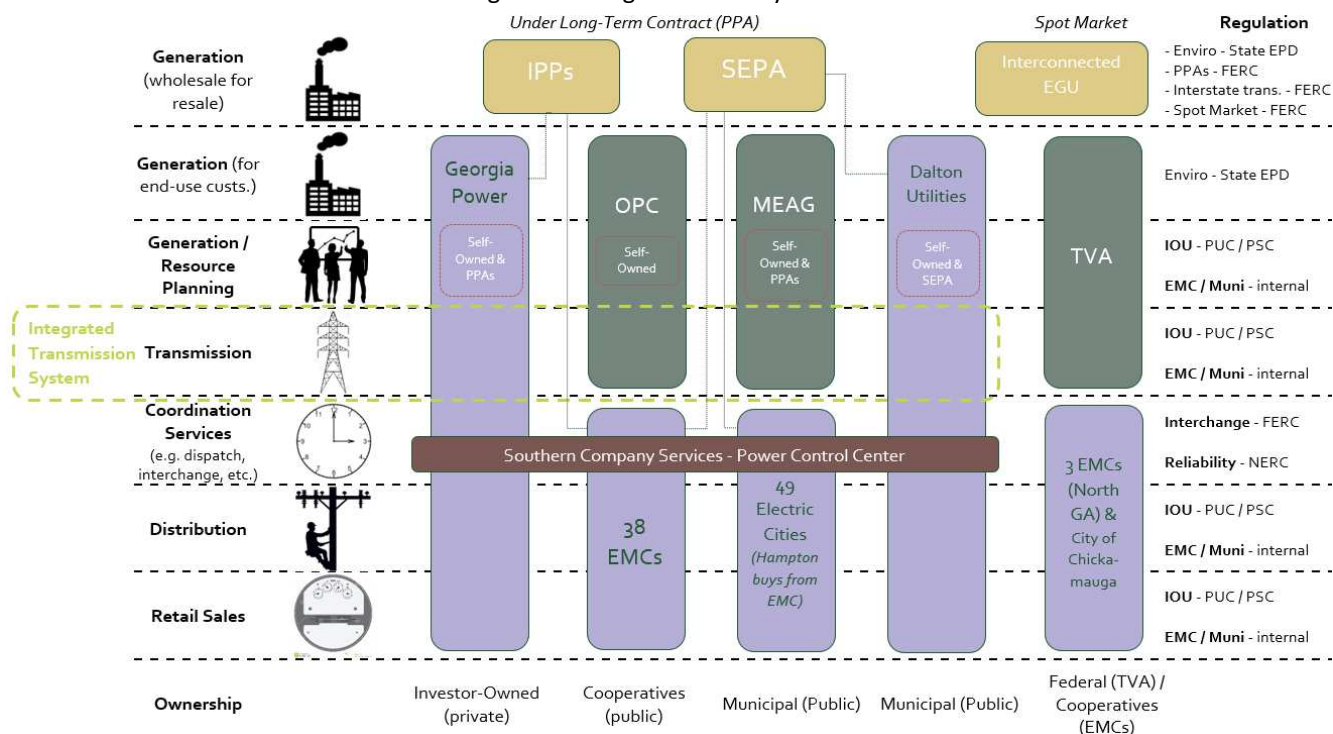 Under Long-Term Contract (PPA)
Spot Market
Regulation
Generation
(wholesale for
resale)
IPPs
SEPA
Interconnected
EGU
- Enviro - State EPD
- PPAs - FERC
- Interstate trans. - FERC
- Spot Market - FERC
Generation (for
end-use custs.)
Georgia
Power
OPC
MEAG
Dalton
Utilities
TVA
Enviro - State EPD
Generation /
Resource
Planning
Self-
Owned &
PPAs
Self-
Owned
Self-
Owned &
PPAs
Self-
Owned &
SEPA
IOU - PUC / PSC
EMC / Muni - internal
Integrated
Transmission
System
Transmission
IOU - PUC / PSC
EMC / Muni - internal
Coordination
Services
(e.g. dispatch,
interchange, etc.)
Southern Company Services - Power Control Center
Interchange - FERC
Reliability - NERC
Distribution
38
EMCs
49
Electric
Cities
(Hampton
buys from
EMC)
3 EMCs
(North
GA) &
City of
Chicka-
mauga
IOU - PUC / PSC
EMC / Muni - internal
Retail Sales
IOU - PUC / PSC
EMC / Muni - internal
Ownership
Investor-Owned
(private)
Cooperatives
(public)
Municipal (Public)
Municipal (Public)
Federal (TVA) /
Cooperatives
(EMCs)